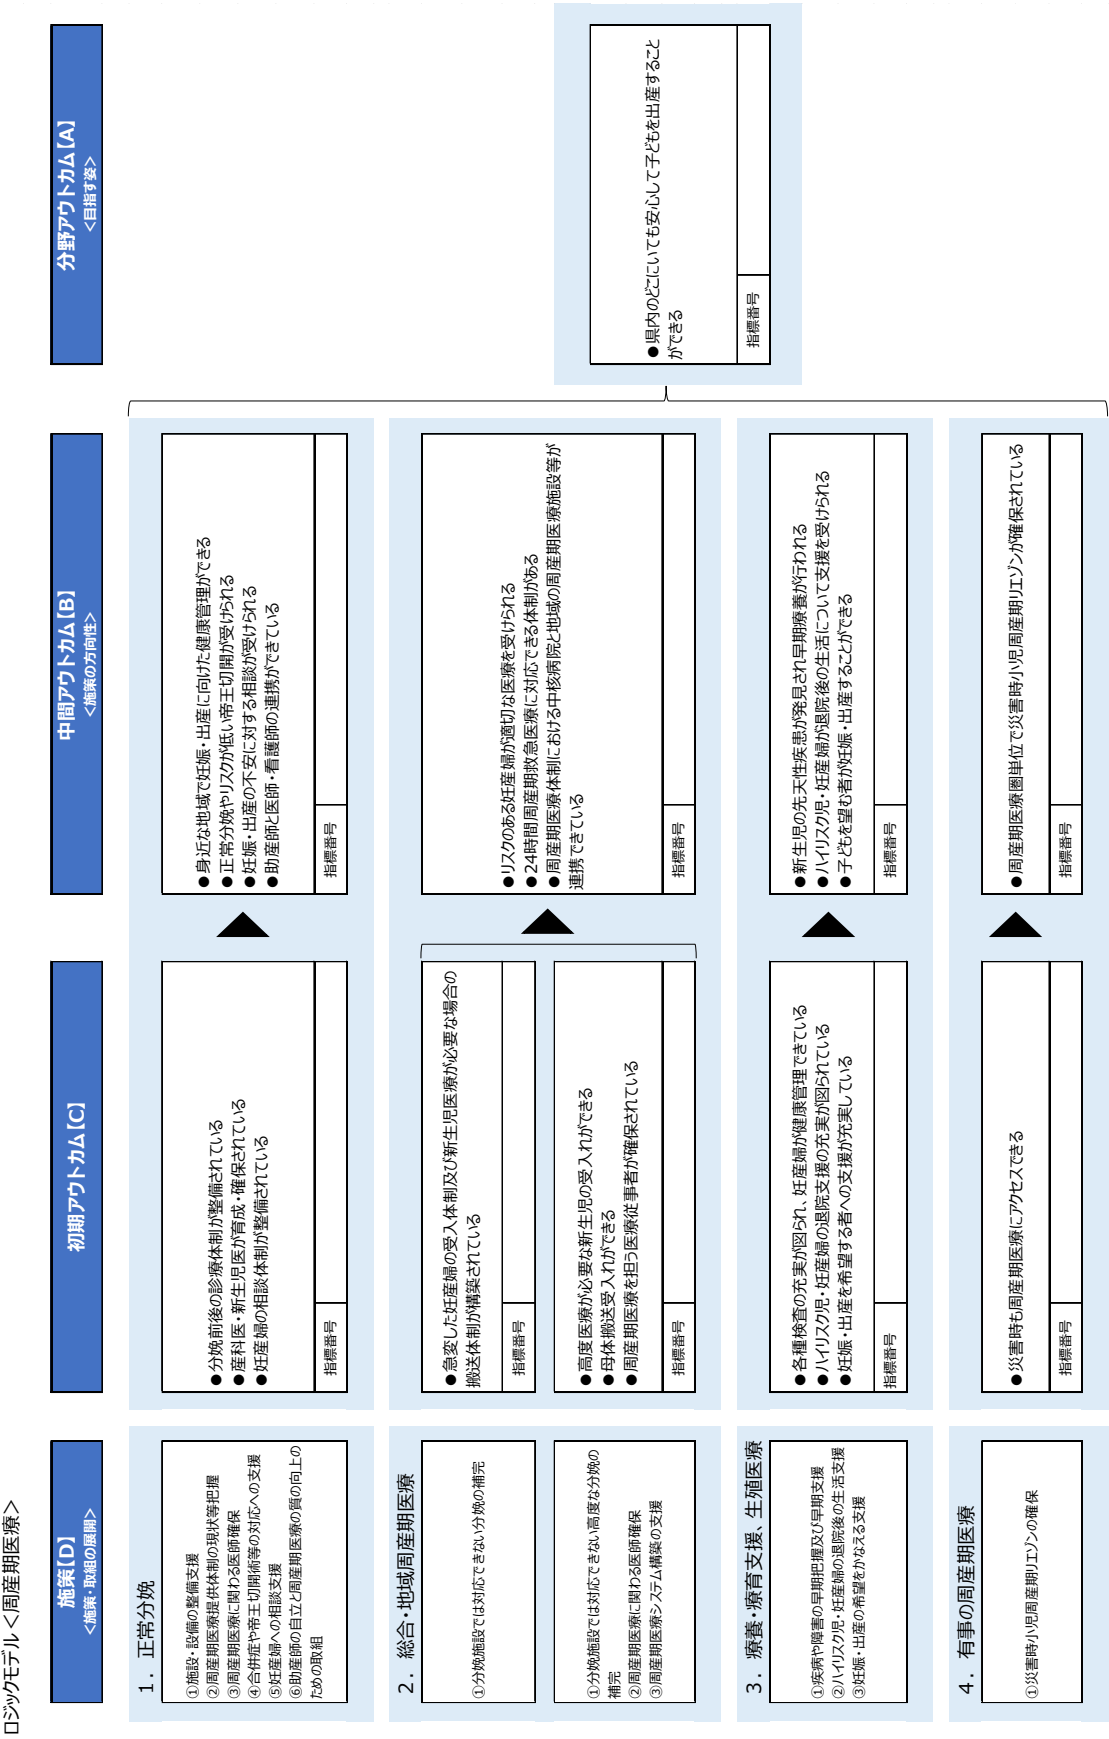 ロジックモデル＜周産期医療＞
施策【D】
＜施策・取組の展開＞
初期アウトカム【C】
中間アウトカム【B】
＜施策の方向性＞
分野アウトカム【A】
＜目指す姿＞
1．正常分娩
①施設・設備の整備支援
②周産期医療提供体制の現状等把握
③周産期医療に関わる医師確保
④合併症や帝王切開術等の対応への支援
⑤妊産婦への相談支援
⑥助産師の自立と周産期医療の質の向上の
ための取組
●分娩前後の診療体制が整備されている
●産科医・新生児医が育成・確保されている
●妊産婦の相談体制が整備されている
指標番号
●身近な地域で妊娠・出産に向けた健康管理ができる
●正常分娩やリスクが低い帝王切開が受けられる
●妊娠・出産の不安に対する相談が受けられる
●助産師と医師・看護師の連携ができている
指標番号
2．総合・地域周産期医療
①分娩施設では対応できない分娩の補完
●急変した妊産婦の受入体制及び新生児医療が必要な場合の
搬送体制が構築されている
指標番号
①分娩施設では対応できない高度な分娩の
補完
②周産期医療に関わる医師確保
③周産期医療システム構築の支援
●高度医療が必要な新生児の受入れができる
●母体搬送受入れができる
●周産期医療を担う医療従事者が確保されている
指標番号
●リスクのある妊産婦が適切な医療を受けられる
●24時間周産期救急医療に対応できる体制がある
●周産期医療体制における中核病院と地域の周産期医療施設等が
連携できている
指標番号
3．療養・療育支援、生殖医療
①疾病や障害の早期把握及び早期支援
②ハイリスク児・妊産婦の退院後の生活支援
③妊娠・出産の希望をかなえる支援
●各種検査の充実が図られ、妊産婦が健康管理できている
●ハイリスク児・妊産婦の退院支援の充実が図られている
●妊娠・出産を希望する者への支援が充実している
指標番号
●新生児の先天性疾患が発見され早期療養が行われる
●ハイリスク児・妊産婦が退院後の生活について支援を受けられる
●子どもを望む者が妊娠・出産することができる
指標番号
4．有事の周産期医療
①災害時小児周産期リエゾンの確保
●災害時も周産期医療にアクセスできる
指標番号
●周産期医療圏単位で災害時小児周産期リエゾンが確保されている
指標番号
●県内のどこにいても安心して子どもを出産すること
ができる
指標番号